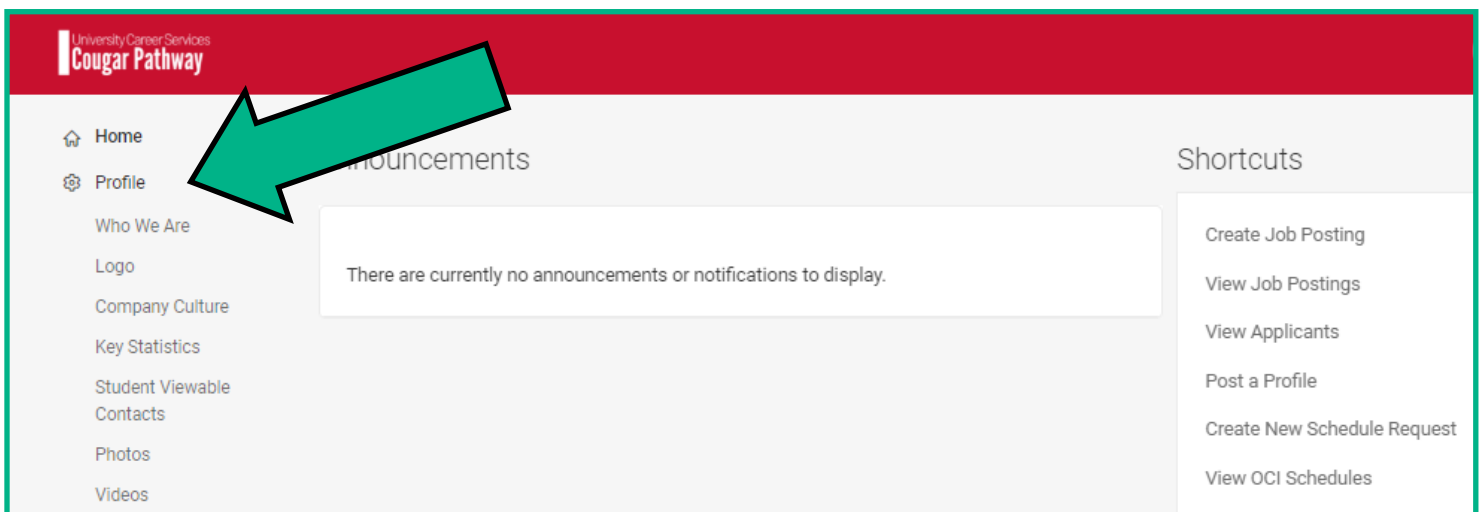 University Career Services
Cougar Pathway
Home
Profile
Who We Are
Logo
Company Culture
Key Statistics
Student Viewable
Contacts
Photos
Videos
nouncements
There are currently no announcements or notifications to display.
Shortcuts
Create Job Posting
View Job Postings
View Applicants
Post a Profile
Create New Schedule Request
View OCI Schedules